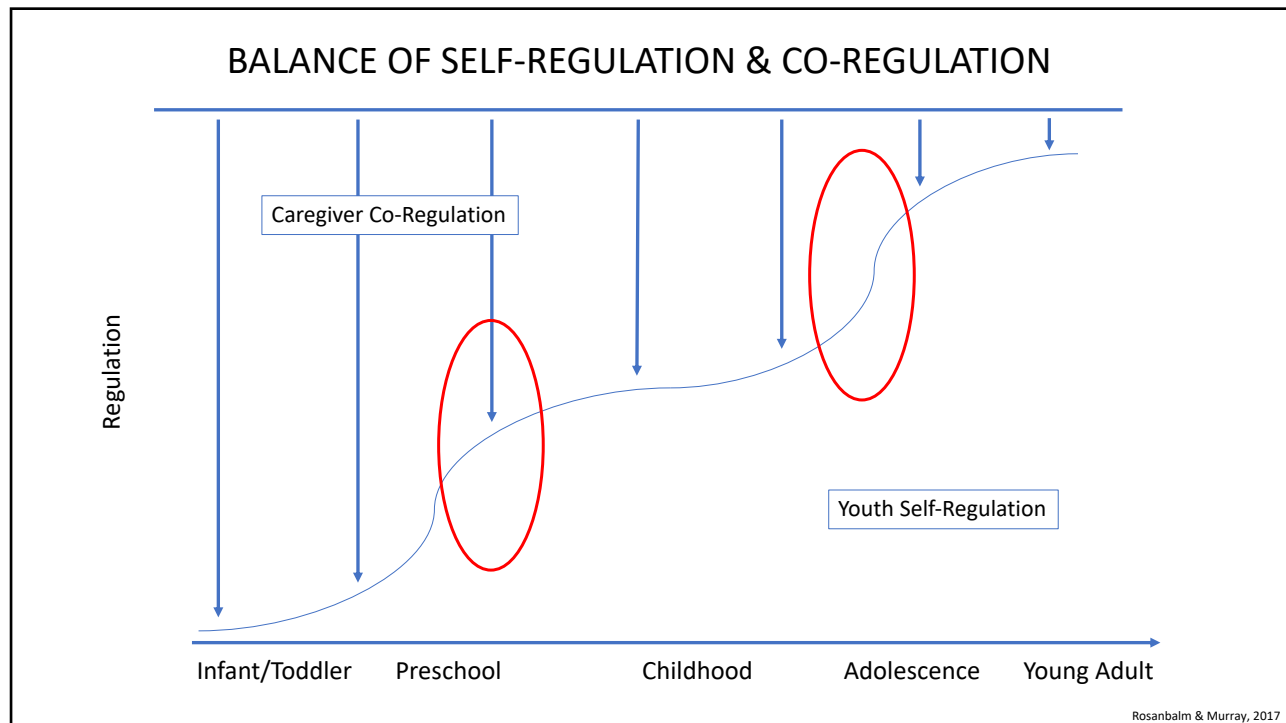 BALANCE OF SELF-REGULATION & CO-REGULATION
Caregiver Co-Regulation
Regulation
Youth Self-Regulation
Infant/Toddler
Preschool
Childhood
Adolescence
Young Adult
Rosanbalm & Murray, 2017